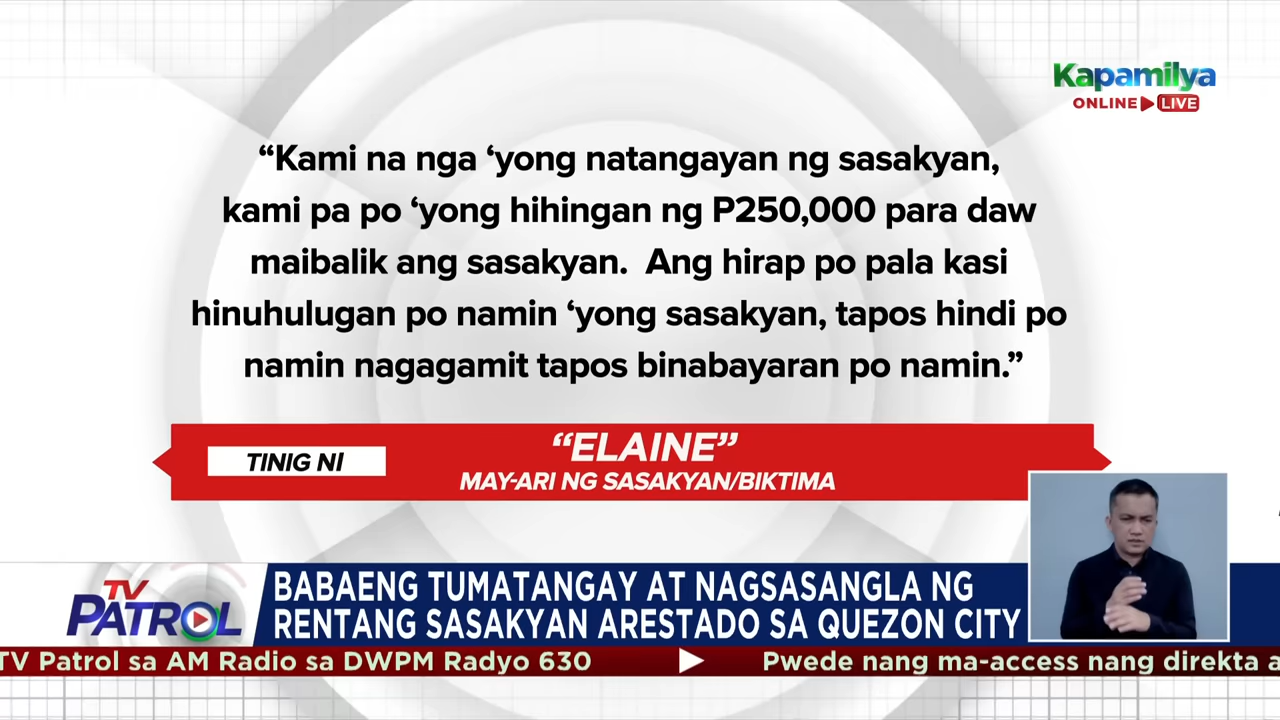 Kapamilya
ONLINE LIVE
“Kami na nga ‘yong natangayan ng sasakyan,
kami pa po ‘yong hihingan ng P250,000 para daw
maibalik ang sasakyan. Ang hirap po pala kasi
hinuhulugan po namin ‘yong sasakyan, tapos hindi po
namin nagagamit tapos binabayaran po namin.”
TINIG NI
“ELAINE”
MAY-ARI NG SASAKYAN/BIKTIMA
TV PATROL
BABAENG TUMATANGAY AT NAGSASANGLA NG
RENTANG SASAKYAN ARESTADO SA QUEZON CITY
TV Patrol sa AM Radio sa DWPM Radyo 630 Pwede nang ma-access nang direkta a